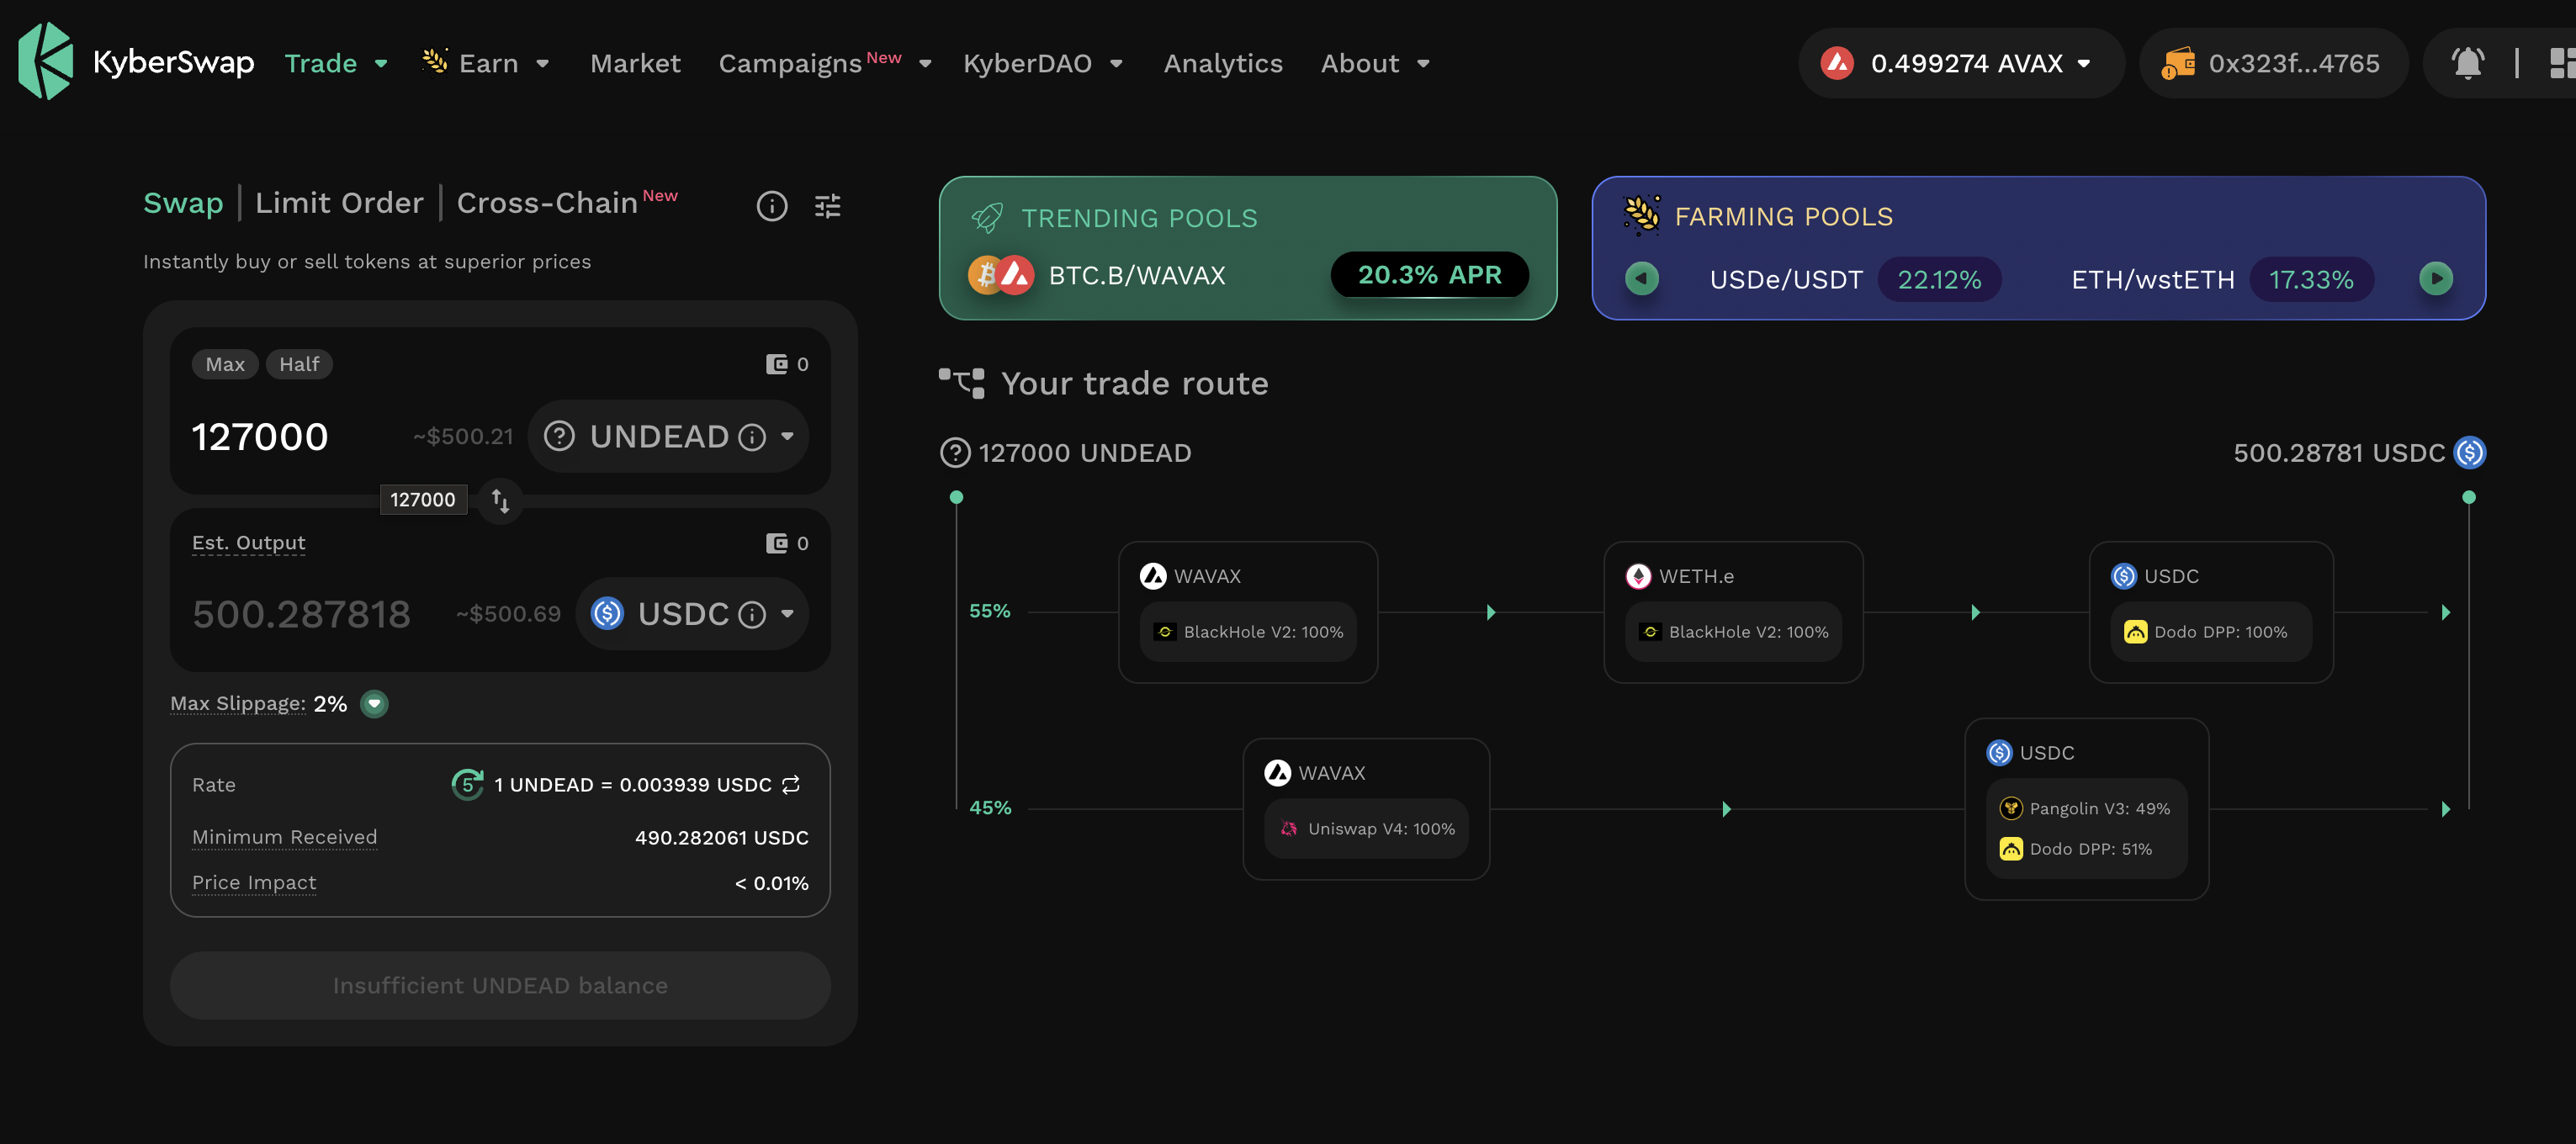 KyberSwap Trade Earn Market Campaigns New KyberDAO Analytics About 0.499274 AVAX 0x323f...4765
Swap | Limit Order | Cross-Chain New
Instantly buy or sell tokens at superior prices
Max Half 0
127000 ~$500.21 UNDEAD
127000
Est. Output 0
500.287818 ~$500.69 USDC
Max Slippage: 2%
Rate 5 1 UNDEAD = 0.003939 USDC
Minimum Received 490.282061 USDC
Price Impact < 0.01%
Insufficient UNDEAD balance
TRENDING POOLS
BTC.B/WAVAX 20.3% APR
FARMING POOLS
USDe/USDT 22.12% ETH/wstETH 17.33%
Your trade route
127000 UNDEAD 500.28781 USDC
55%
WAVAX
BlackHole V2: 100%
WETH.e
BlackHole V2: 100%
USDC
Dodo DPP: 100%
45%
WAVAX
Uniswap V4: 100%
USDC
Pangolin V3: 49%
Dodo DPP: 51%